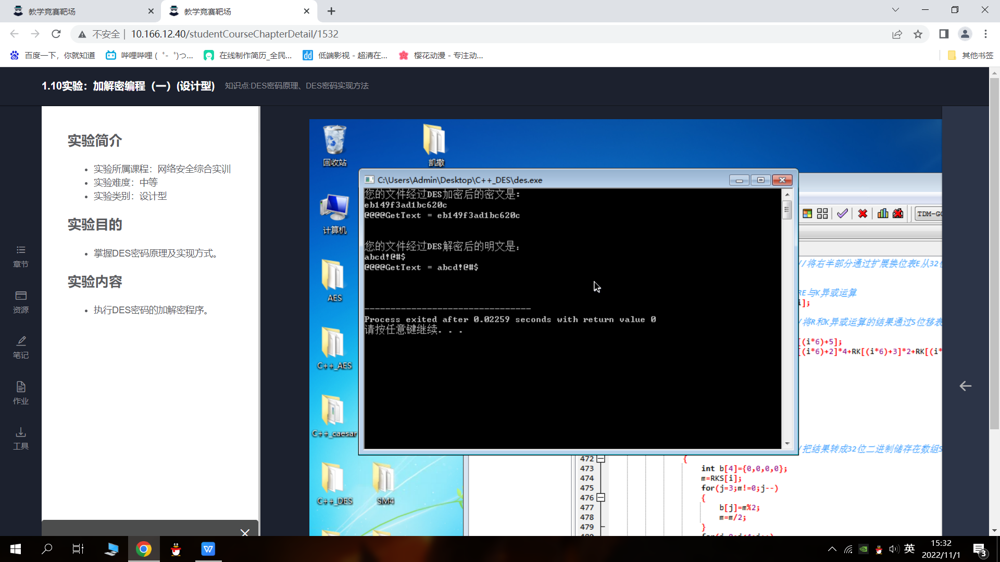 教学竞赛靶场
教学竞赛靶场
不安全 | 10.166.12.40/studentCourseChapterDetail/1532
百度一下，你就知道
哔哩哔哩 ( ゜- ゜)つ...
在线制作简历_全民...
低端影视 - 超清在...
樱花动漫 - 专注动...
其他书签
1.10实验：加解密编程（一）(设计型)
知识点:DES密码原理、DES密码实现方法
章节
资源
笔记
作业
工具
实验简介
实验所属课程：网络安全综合实训
实验难度：中等
实验类别：设计型
实验目的
掌握DES密码原理及实现方式。
实验内容
执行DES密码的加解密程序。
回收站
凯撒
计算机
AES
C++_AES
C++_caesar
C++_DES
SM4
C:\Users\Admin\Desktop\C++_DES\des.exe
您的文件经过DES加密后的密文是：
eb149f3ad1bc620c
@@@@GetText = eb149f3ad1bc620c
您的文件经过DES解密后的明文是：
abcd!@#$
@@@@GetText = abcd!@#$
--------------------------------
Process exited after 0.02259 seconds with return value 0
请按任意键继续. . .
TDM-GC
//将右半部分通过扩展换位表E从32位
RE与K异或运算
i];
/将R和K异或运算的结果通过S位移表
[(i*6)+5];
[(i*6)+2]*4+RK[(i*6)+3]*2+RK[(i*
把结果转成32位二进制储存在数组S
472 {
473 int b[4]={0,0,0,0};
474 m=RKS[i];
475 for(j=3;m!=0;j--)
476 {
477 b[j]=m%2;
478 m=m/2;
479 }
英
15:32
2022/11/1
3